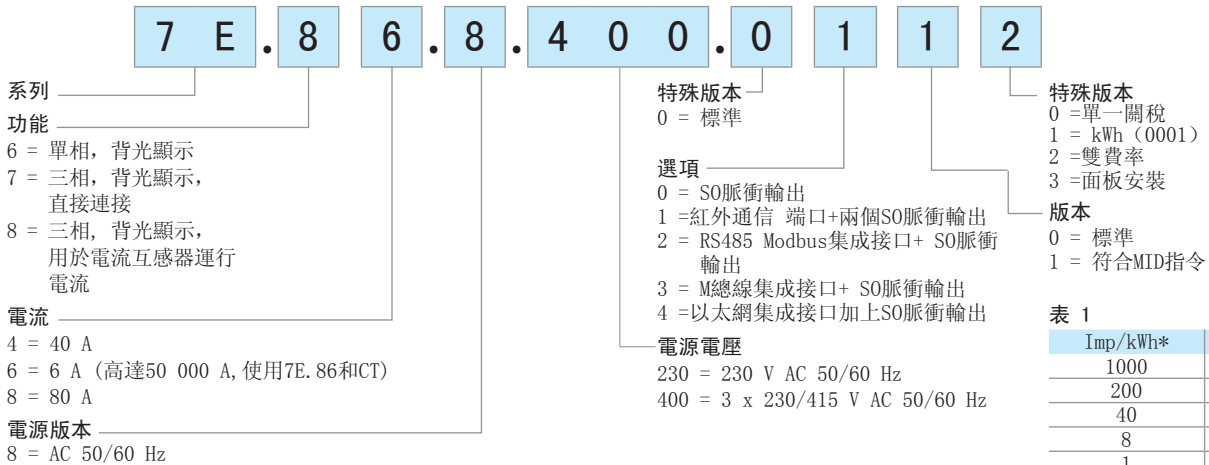 7 E . 8 6 . 8 . 4 0 0 . 0 1 1 2
系列
功能
6 = 單相, 背光顯示
7 = 三相, 背光顯示,
直接連接
8 = 三相, 背光顯示,
用於電流互感器運行
電流
電流
4 = 40 A
6 = 6 A (高達50 000 A,使用7E.86和CT)
8 = 80 A
電源版本
8 = AC 50/60 Hz
特殊版本
0 = 標準
選項
0 = SO脈衝輸出
1 =紅外通信 端口+兩個SO脈衝輸出
2 = RS485 Modbus集成接口+ SO脈衝
輸出
3 = M總線集成接口+ SO脈衝輸出
4 =以太網集成接口加上SO脈衝輸出
電源電壓
230 = 230 V AC 50/60 Hz
400 = 3 x 230/415 V AC 50/60 Hz
特殊版本
0 =單一關稅
1 = kWh (0001)
2 =雙費率
3 =面板安裝
版本
0 = 標準
1 = 符合MID指令
表 1
Imp/kWh*
1000
200
40
8
1